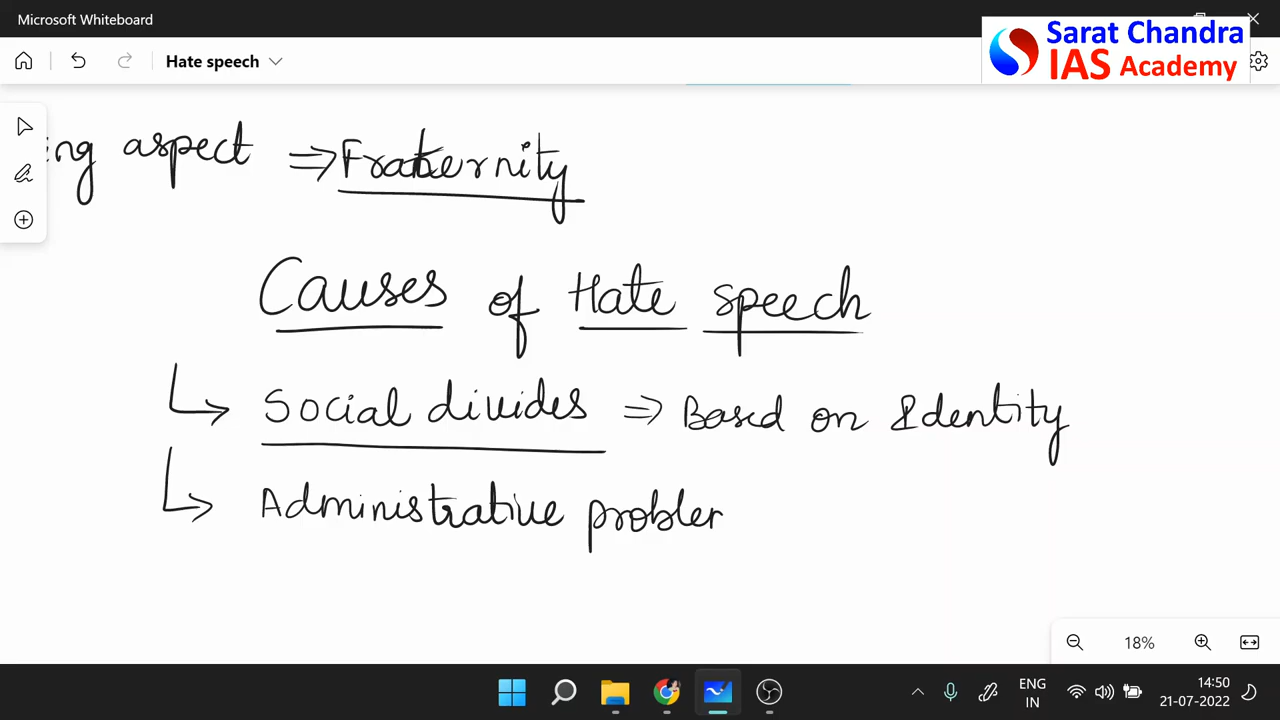 Microsoft Whiteboard
Sarat Chandra
IAS Academy
Hate speech
ing aspect ⇒ Fraternity
Causes of Hate speech
↳ Social divides ⇒ Based on Identity
↳ Administrative probler
18%
ENG
IN
14:50
21-07-2022